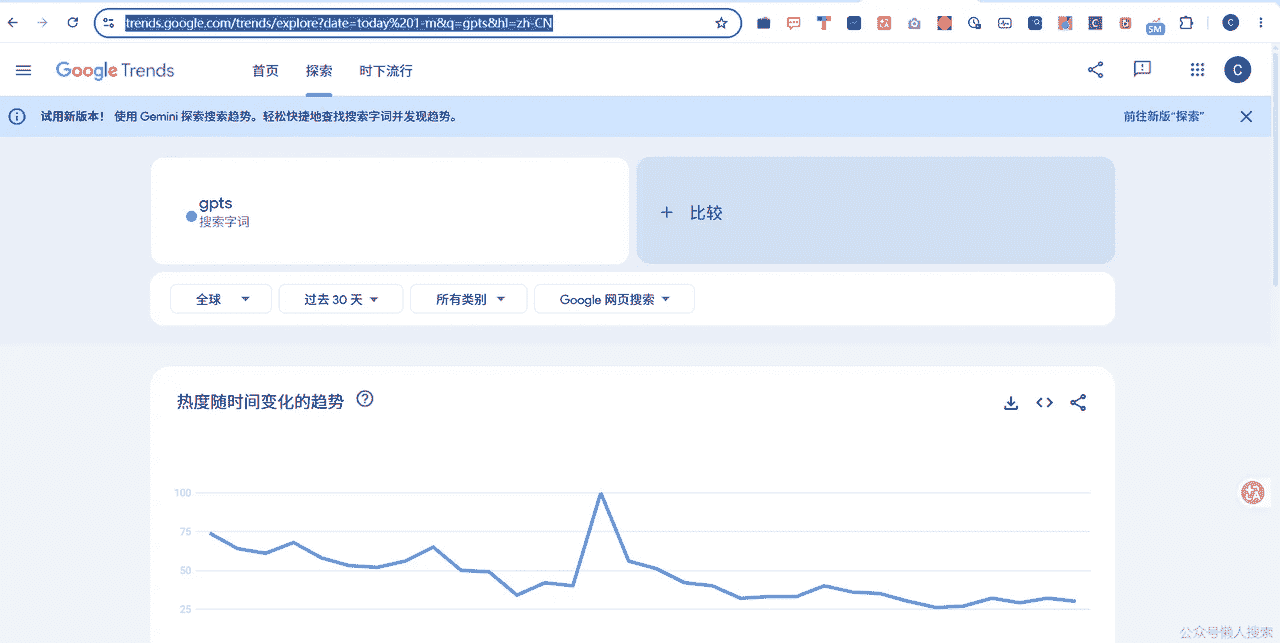 trends.google.com/trends/explore?date=today%201-m&q=gpts&hl=zh-CN
SM
C
Google Trends
首页
探索
时下流行
C
试用新版本! 使用 Gemini 探索搜索趋势。轻松快捷地查找搜索字词并发现趋势。
前往新版“探索”
gpts
搜索字词
+ 比较
全球
过去 30 天
所有类别
Google 网页搜索
热度随时间变化的趋势
100
75
50
25
公众号懒人搜索